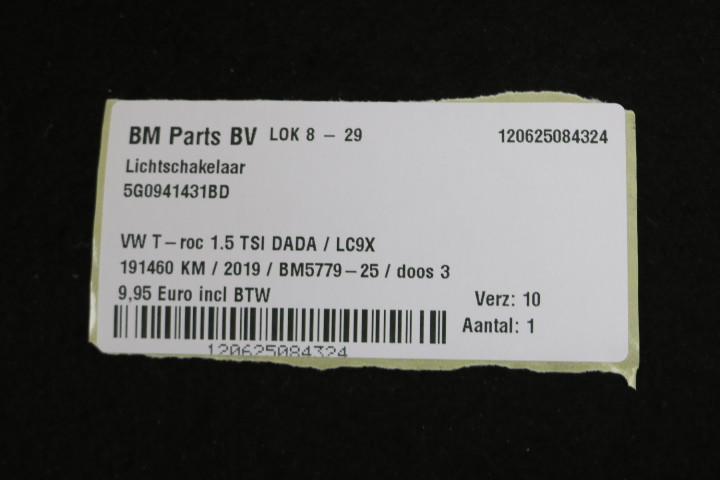 BM Parts BV LOK 8 - 29 120625084324
Lichtschakelaar
5G0941431BD
VW T-roc 1.5 TSI DADA / LC9X
191460 KM / 2019 / BM5779-25 / doos 3
9,95 Euro incl BTW Verz: 10
Aantal: 1
120625084324